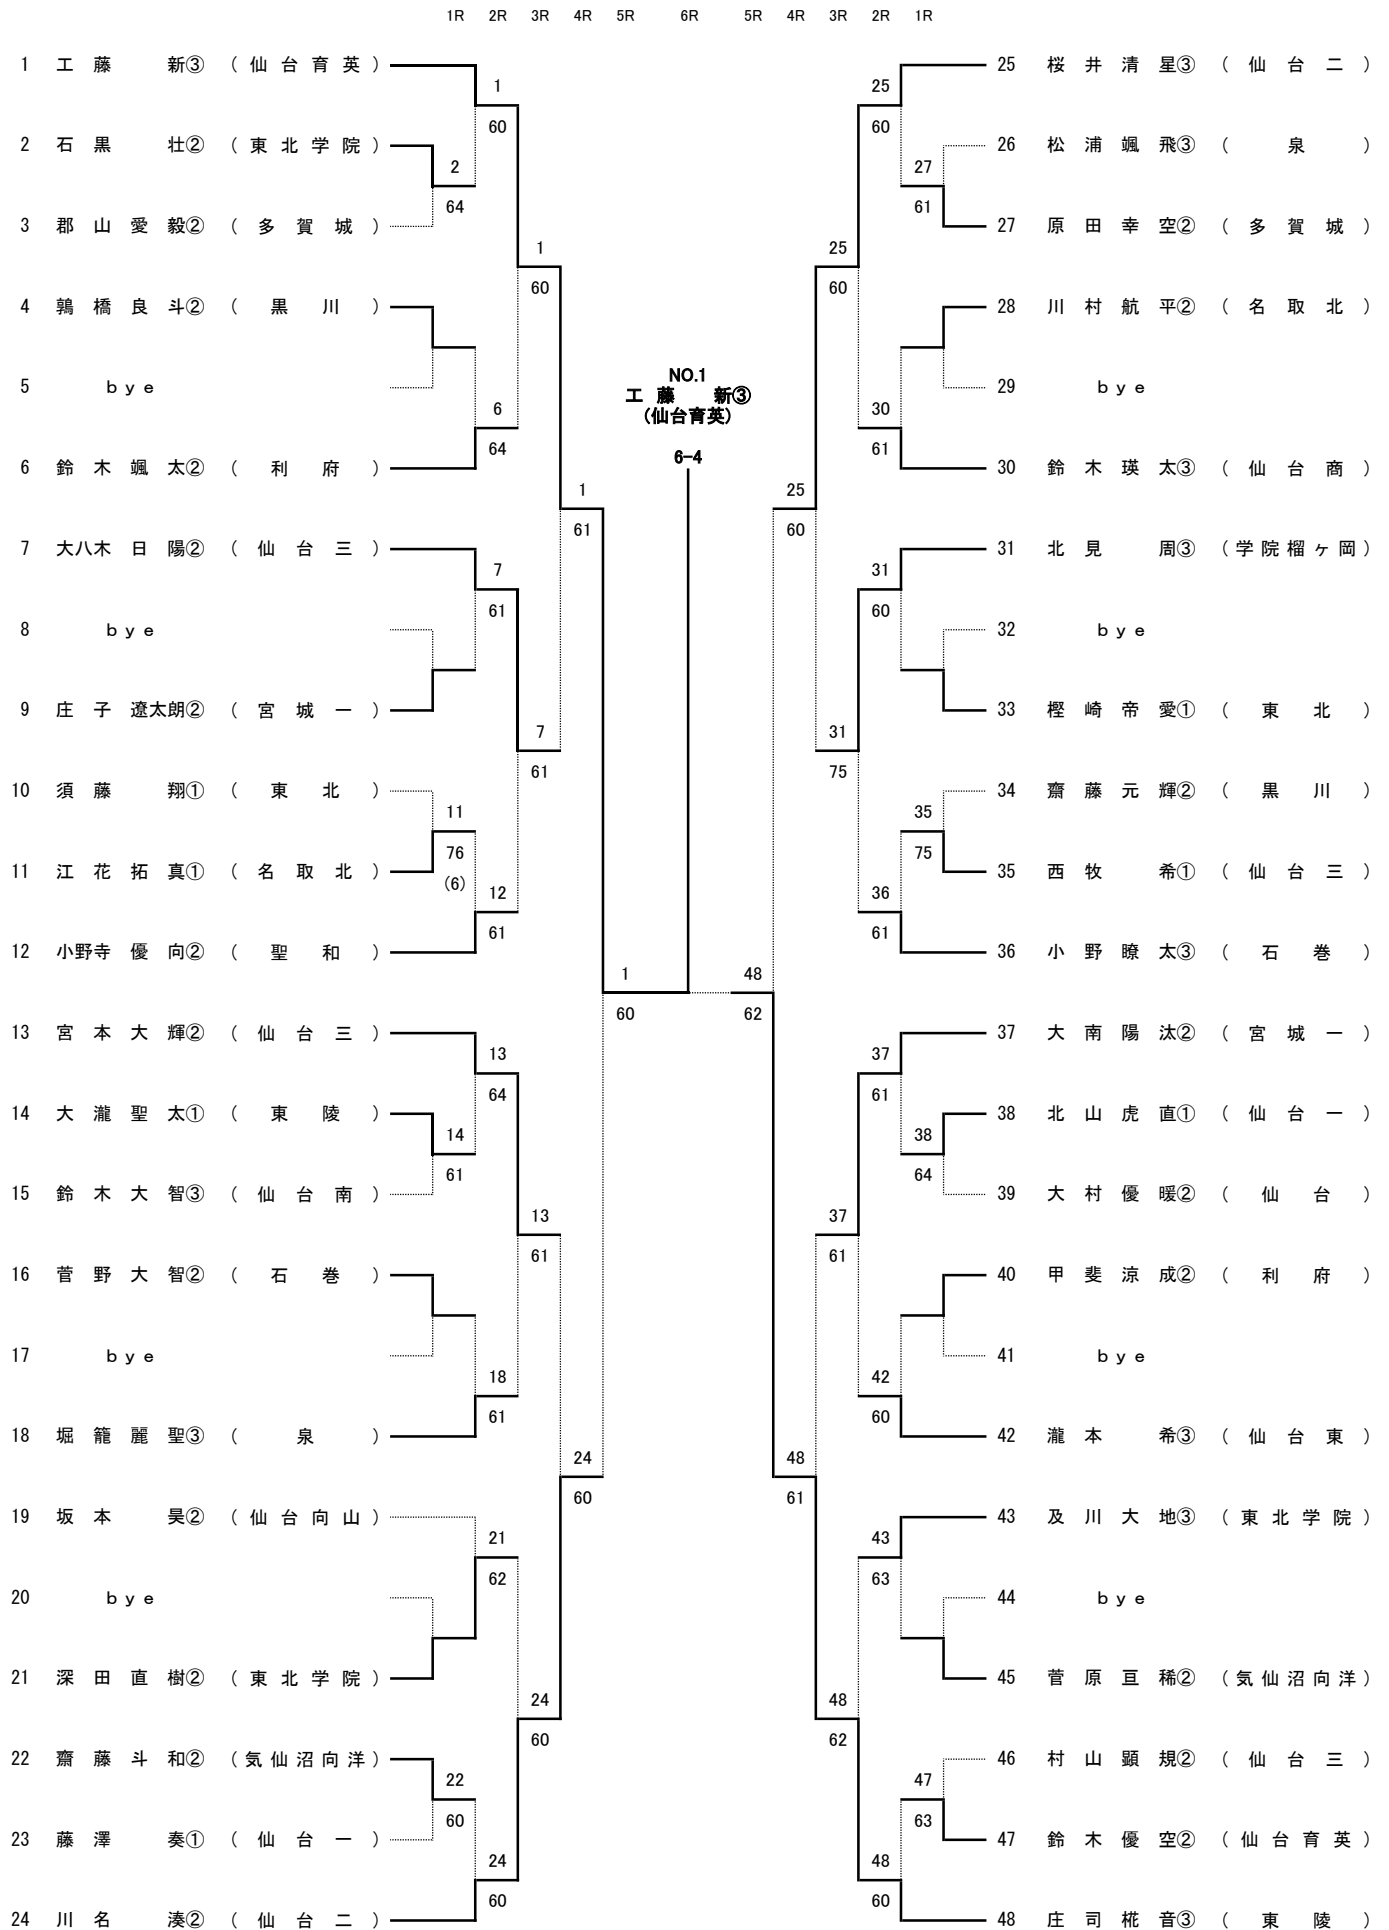 1R 2R 3R 4R 5R 6R 5R 4R 3R 2R 1R
1 工藤 新③ (仙台育英)
1
60
2 石黒 壮② (東北学院)
2
64
3 郡山愛毅② (多賀城)
1
60
4 鶉橋良斗② (黒川)
5 bye
6
64
6 鈴木颯太② (利府)
1
61
7 大八木日陽② (仙台三)
7
61
8 bye
9 庄子遼太朗② (宮城一)
7
61
10 須藤 翔① (東北)
11
76
(6)
11 江花拓真① (名取北)
12
61
12 小野寺優向② (聖和)
1
60
13 宮本大輝② (仙台三)
13
64
14 大瀧聖太① (東陵)
14
61
15 鈴木大智③ (仙台南)
13
61
16 菅野大智② (石巻)
17 bye
18
61
18 堀籠麗聖③ (泉)
24
60
19 坂本 昊② (仙台向山)
21
62
20 bye
21 深田直樹② (東北学院)
24
60
22 齋藤斗和② (気仙沼向洋)
22
60
23 藤澤 奏① (仙台一)
24
60
24 川名 湊② (仙台二)
NO.1
工藤 新③
(仙台育英)
6-4
25 桜井清星③ (仙台二)
25
60
26 松浦颯飛③ (泉)
27
61
27 原田幸空② (多賀城)
25
60
28 川村航平② (名取北)
29 bye
30
61
30 鈴木瑛太③ (仙台商)
25
60
31 北見 周③ (学院榴ヶ岡)
31
60
32 bye
33 樫崎帝愛① (東北)
31
75
34 齋藤元輝② (黒川)
35
75
35 西牧 希① (仙台三)
36
61
36 小野瞭太③ (石巻)
48
62
37 大南陽汰② (宮城一)
37
61
38 北山虎直① (仙台一)
38
64
39 大村優暖② (仙台)
37
61
40 甲斐涼成② (利府)
41 bye
42
60
42 瀧本 希③ (仙台東)
48
61
43 及川大地③ (東北学院)
43
63
44 bye
45 菅原亘稀② (気仙沼向洋)
48
62
46 村山顕規② (仙台三)
47
63
47 鈴木優空② (仙台育英)
48
60
48 庄司椛音③ (東陵)